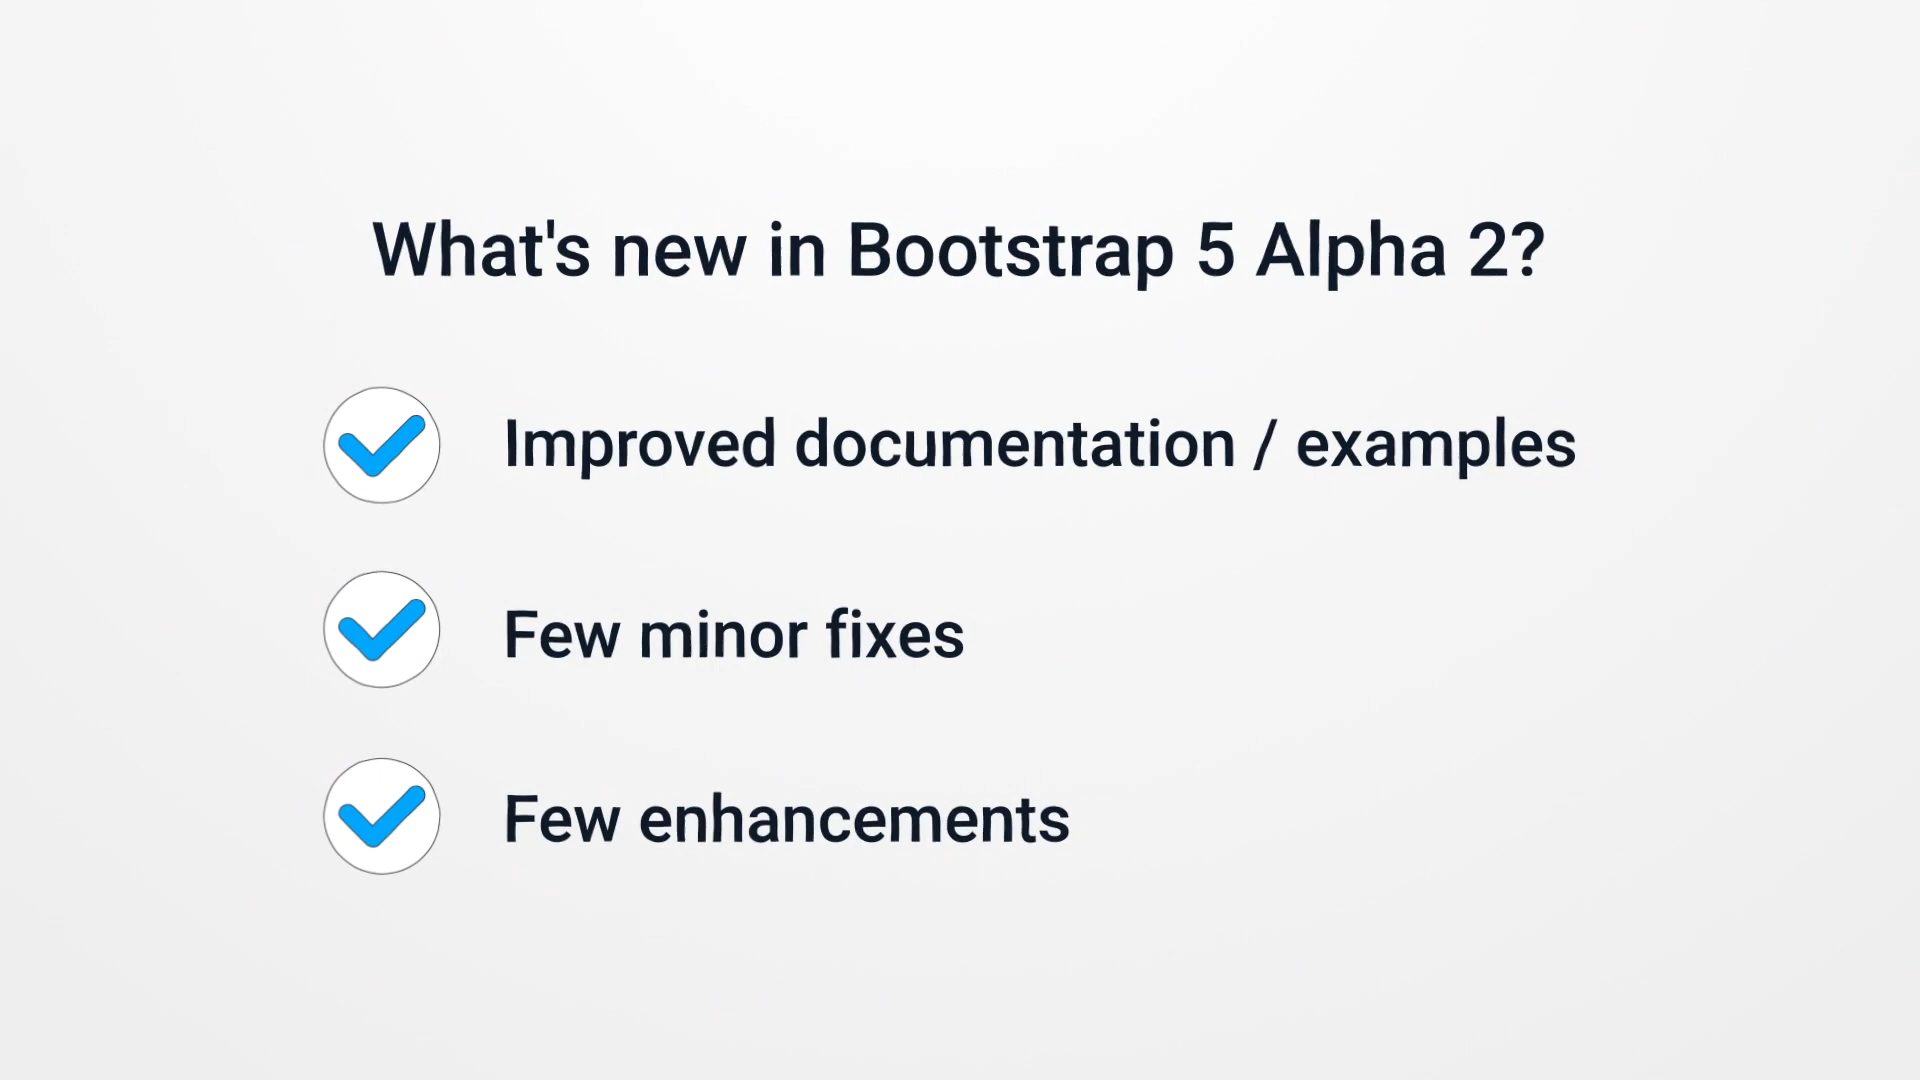 What's new in Bootstrap 5 Alpha 2?
Improved documentation / examples
Few minor fixes
Few enhancements